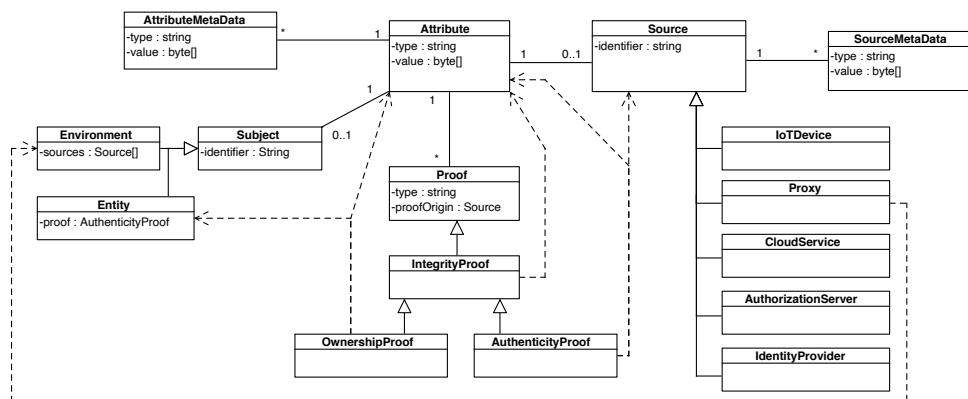 AttributeMetaData
-type : string
-value : byte[]
*
1
Attribute
-type : string
-value : byte[]
1
0..1
Source
-identifier : string
1
*
SourceMetaData
-type : string
-value : byte[]
1
1
0..1
Environment
-sources : Source[]
Subject
-identifier : String
IoTDevice
*
Proof
-type : string
-proofOrigin : Source
Proxy
Entity
-proof : AuthenticityProof
CloudService
IntegrityProof
AuthorizationServer
OwnershipProof
AuthenticityProof
IdentityProvider